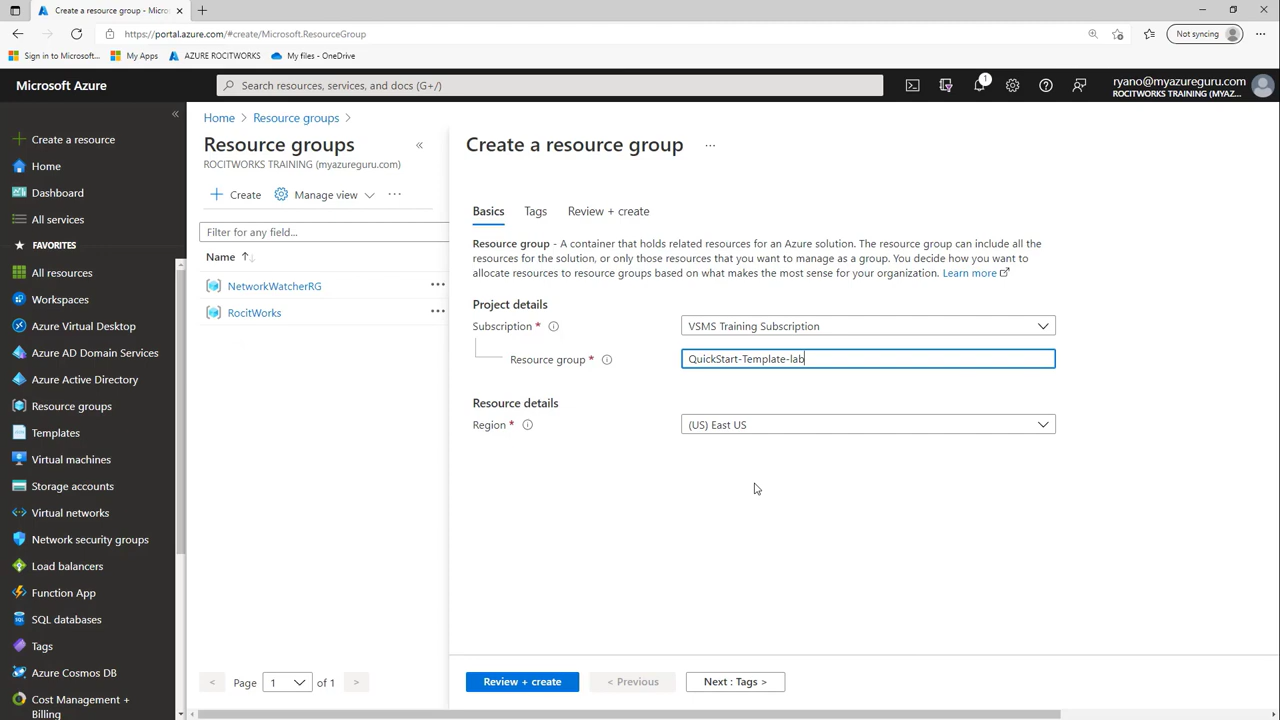 Create a resource group - Micros
https://portal.azure.com/#create/Microsoft.ResourceGroup
Not syncing
Sign in to Microsoft...
My Apps
AZURE ROCITWORKS
My files - OneDrive
Microsoft Azure
Search resources, services, and docs (G+/)
1
ryano@myazureguru.com
ROCITWORKS TRAINING (MYAZ...
Create a resource
Home
Dashboard
All services
FAVORITES
All resources
Workspaces
Azure Virtual Desktop
Azure AD Domain Services
Azure Active Directory
Resource groups
Templates
Virtual machines
Storage accounts
Virtual networks
Network security groups
Load balancers
Function App
SQL databases
Tags
Azure Cosmos DB
Cost Management +
Billing
Home > Resource groups >
Resource groups
ROCITWORKS TRAINING (myazureguru.com)
Create
Manage view
Filter for any field...
Name
NetworkWatcherRG
RocitWorks
< Page 1 of 1 >
Create a resource group
Basics Tags Review + create
Resource group - A container that holds related resources for an Azure solution. The resource group can include all the
resources for the solution, or only those resources that you want to manage as a group. You decide how you want to
allocate resources to resource groups based on what makes the most sense for your organization. Learn more
Project details
Subscription *
VSMS Training Subscription
Resource group *
QuickStart-Template-lab
Resource details
Region *
(US) East US
Review + create
< Previous
Next : Tags >